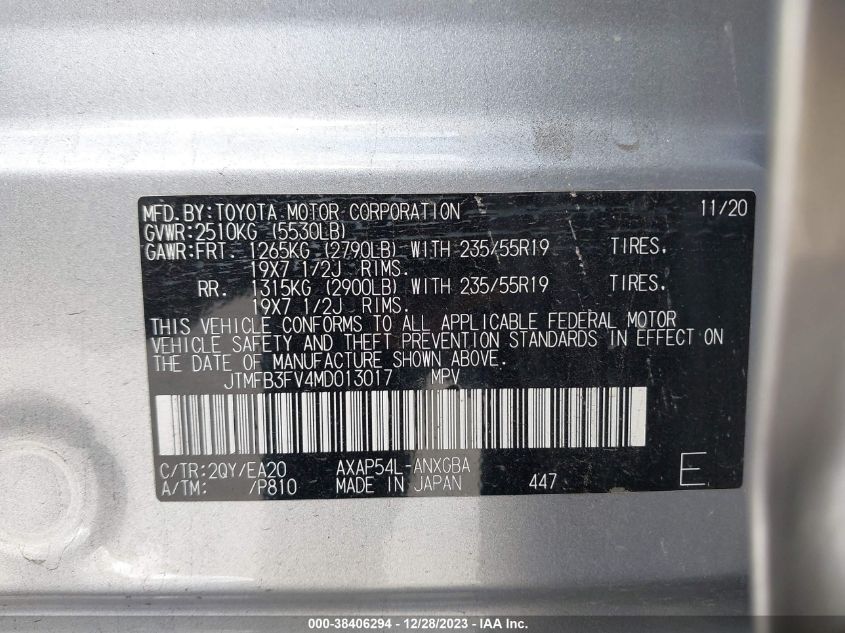 MFD.BY:TOYOTA MOTOR CORPORATION 11/20
GVWR:2510KG (5530LB)
GAWR:FRT. 1265KG (2790LB) WITH 235/55R19 TIRES,
19X7 1/2J RIMS.
RR. 1315KG (2900LB) WITH 235/55R19 TIRES,
19X7 1/2J RIMS.
THIS VEHICLE CONFORMS TO ALL APPLICABLE FEDERAL MOTOR
VEHICLE SAFETY AND THEFT PREVENTION STANDARDS IN EFFECT ON
THE DATE OF MANUFACTURE SHOWN ABOVE.
JTMFB3FV4MD013017 MPV
C/TR:2QY/EA20 AXAP54L-ANXGBA
A/TM: /P810 MADE IN JAPAN 447 E
000-38406294 - 12/28/2023 - IAA Inc.